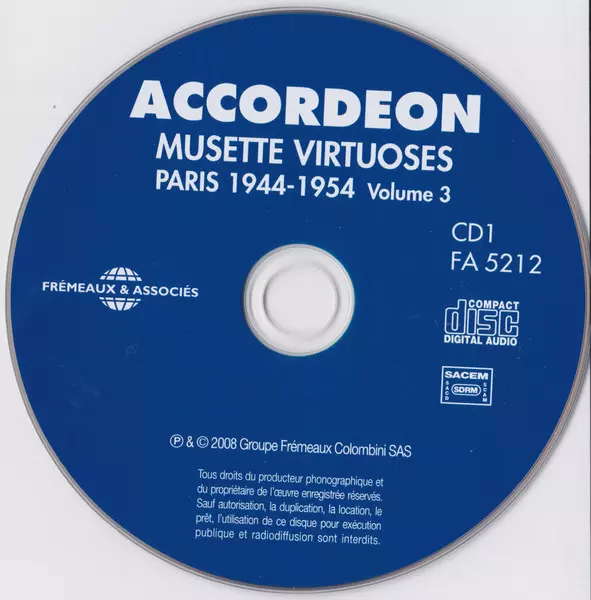 ACCORDEON
MUSETTE VIRTUOSES
PARIS 1944-1954 Volume 3
CD1
FA 5212
FRÉMEAUX & ASSOCIÉS
COMPACT
disc
DIGITAL AUDIO
SACEM
SACD
SDRM
SCAM
℗ & © 2008 Groupe Frémeaux Colombini SAS
Tous droits du producteur phonographique et
du propriétaire de l'œuvre enregistrée réservés.
Sauf autorisation, la duplication, la location, le
prêt, l'utilisation de ce disque pour exécution
publique et radiodiffusion sont interdits.